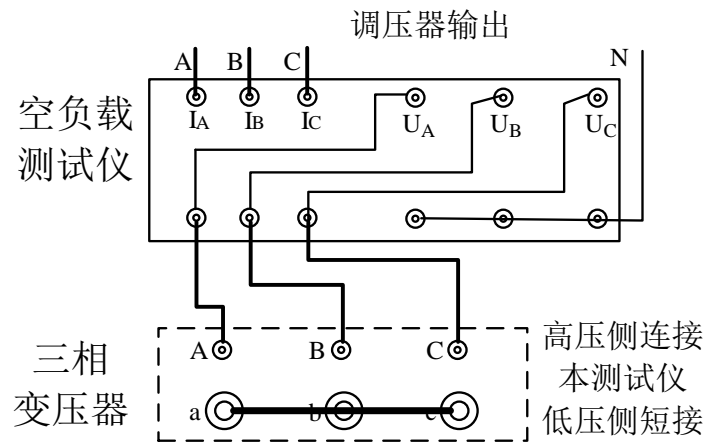 调压器输出
A B C N
空负载
测试仪
IA IB IC UA UB UC
三相
变压器
A B C
a b c
高压侧连接
本测试仪
低压侧短接